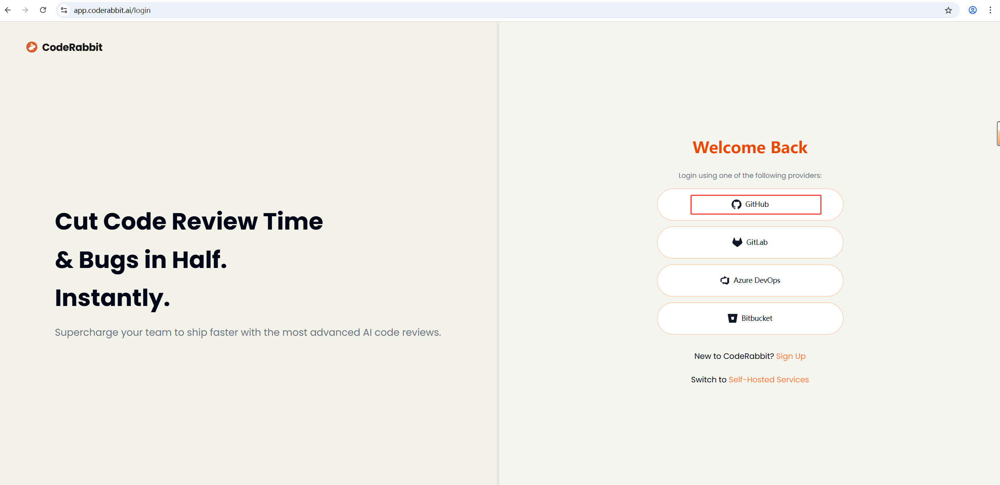 app.coderabbit.ai/login
CodeRabbit
Cut Code Review Time
& Bugs in Half.
Instantly.
Supercharge your team to ship faster with the most advanced AI code reviews.
Welcome Back
Login using one of the following providers:
GitHub
GitLab
Azure DevOps
Bitbucket
New to CodeRabbit? Sign Up
Switch to Self-Hosted Services